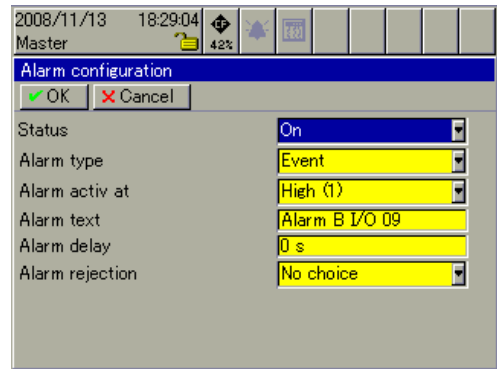 2008/11/13 18:29:04
Master
CF
42%
Alarm configuration
OK Cancel
Status On
Alarm type Event
Alarm activ at High (1)
Alarm text Alarm B I/O 09
Alarm delay 0 s
Alarm rejection No choice